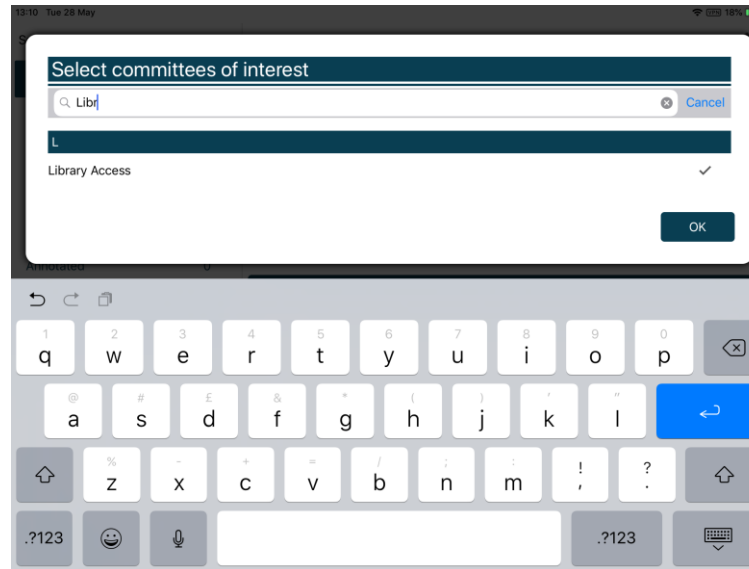 13:10 Tue 28 May
18%
Select committees of interest
Libr
Cancel
L
Library Access
OK
Annotated 0
1 2 3 4 5 6 7 8 9 0
q w e r t y u i o p
@ # £ & * ( ) ' "
a s d f g h j k l
% - + = / ; : ! ?
z x c v b n m , .
.?123 .?123